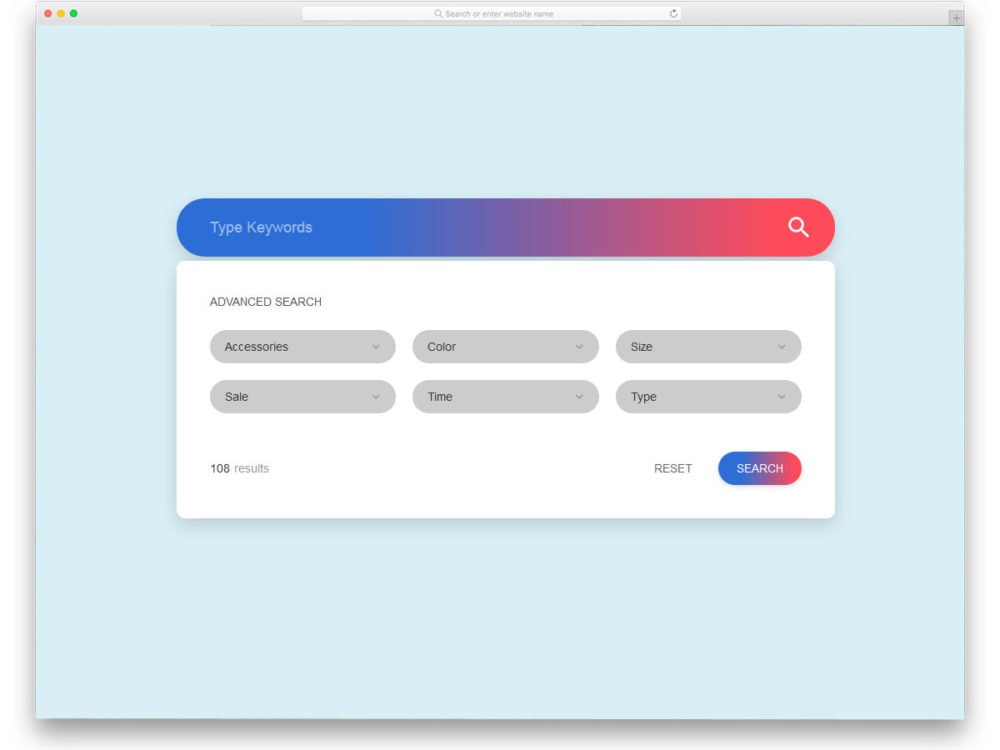 Search or enter website name
Type Keywords
ADVANCED SEARCH
Accessories
Color
Size
Sale
Time
Type
108 results
RESET
SEARCH